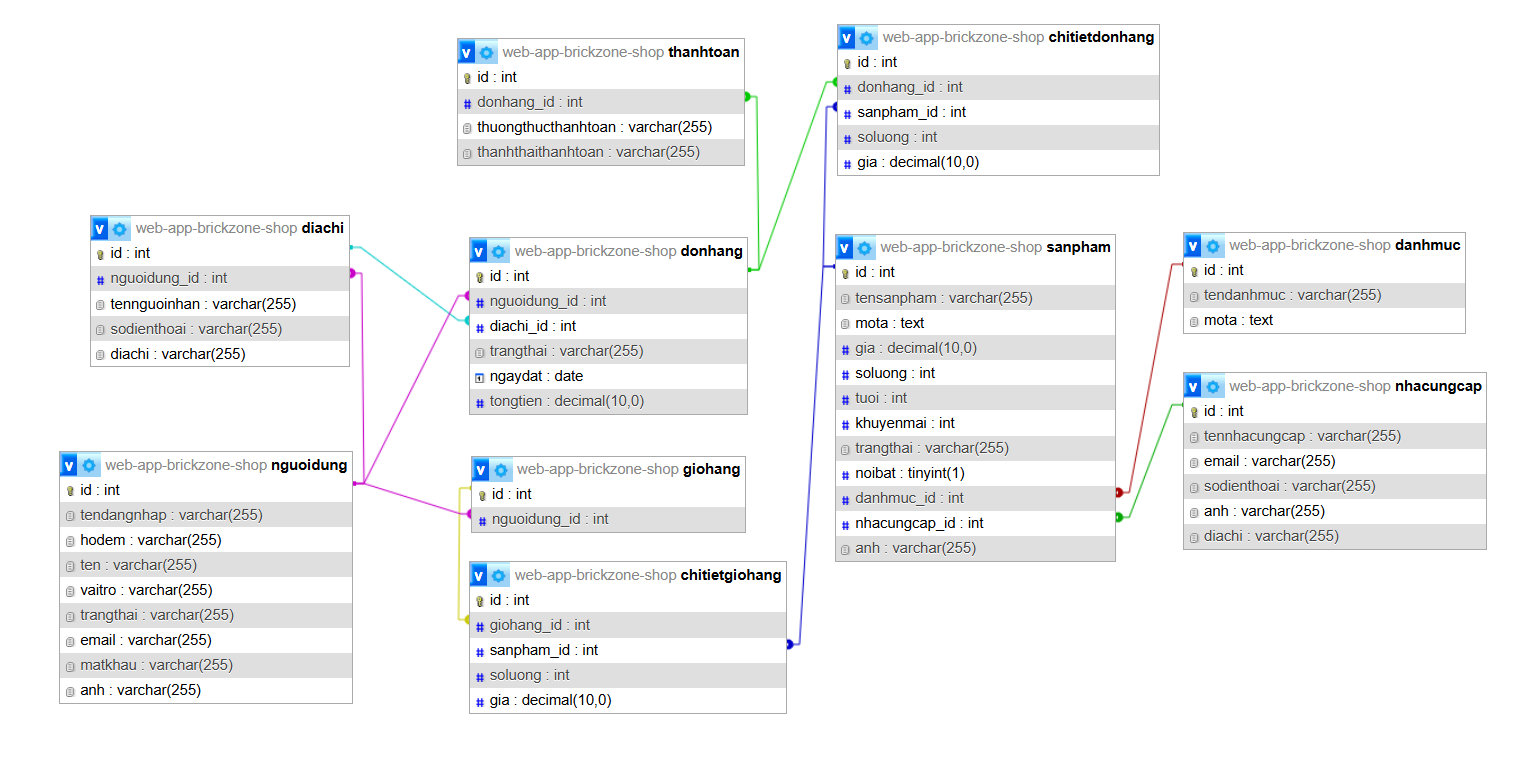 web-app-brickzone-shop thanhtoan
id : int
donhang_id : int
thuongthucthanhtoan : varchar(255)
thanhthaithanhtoan : varchar(255)
web-app-brickzone-shop chitietdonhang
id : int
donhang_id : int
sanpham_id : int
soluong : int
gia : decimal(10,0)
web-app-brickzone-shop diachi
id : int
nguoidung_id : int
tennguoinhan : varchar(255)
sodienthoai : varchar(255)
diachi : varchar(255)
web-app-brickzone-shop donhang
id : int
nguoidung_id : int
diachi_id : int
trangthai : varchar(255)
ngaydat : date
tongtien : decimal(10,0)
web-app-brickzone-shop sanpham
id : int
tensanpham : varchar(255)
mota : text
gia : decimal(10,0)
soluong : int
tuoi : int
khuyenmai : int
trangthai : varchar(255)
noibat : tinyint(1)
danhmuc_id : int
nhacungcap_id : int
anh : varchar(255)
web-app-brickzone-shop danhmuc
id : int
tendanhmuc : varchar(255)
mota : text
web-app-brickzone-shop nhacungcap
id : int
tennhacungcap : varchar(255)
email : varchar(255)
sodienthoai : varchar(255)
anh : varchar(255)
diachi : varchar(255)
web-app-brickzone-shop nguoidung
id : int
tendangnhap : varchar(255)
hodem : varchar(255)
ten : varchar(255)
vaitro : varchar(255)
trangthai : varchar(255)
email : varchar(255)
matkhau : varchar(255)
anh : varchar(255)
web-app-brickzone-shop giohang
id : int
nguoidung_id : int
web-app-brickzone-shop chitietgiohang
id : int
giohang_id : int
sanpham_id : int
soluong : int
gia : decimal(10,0)